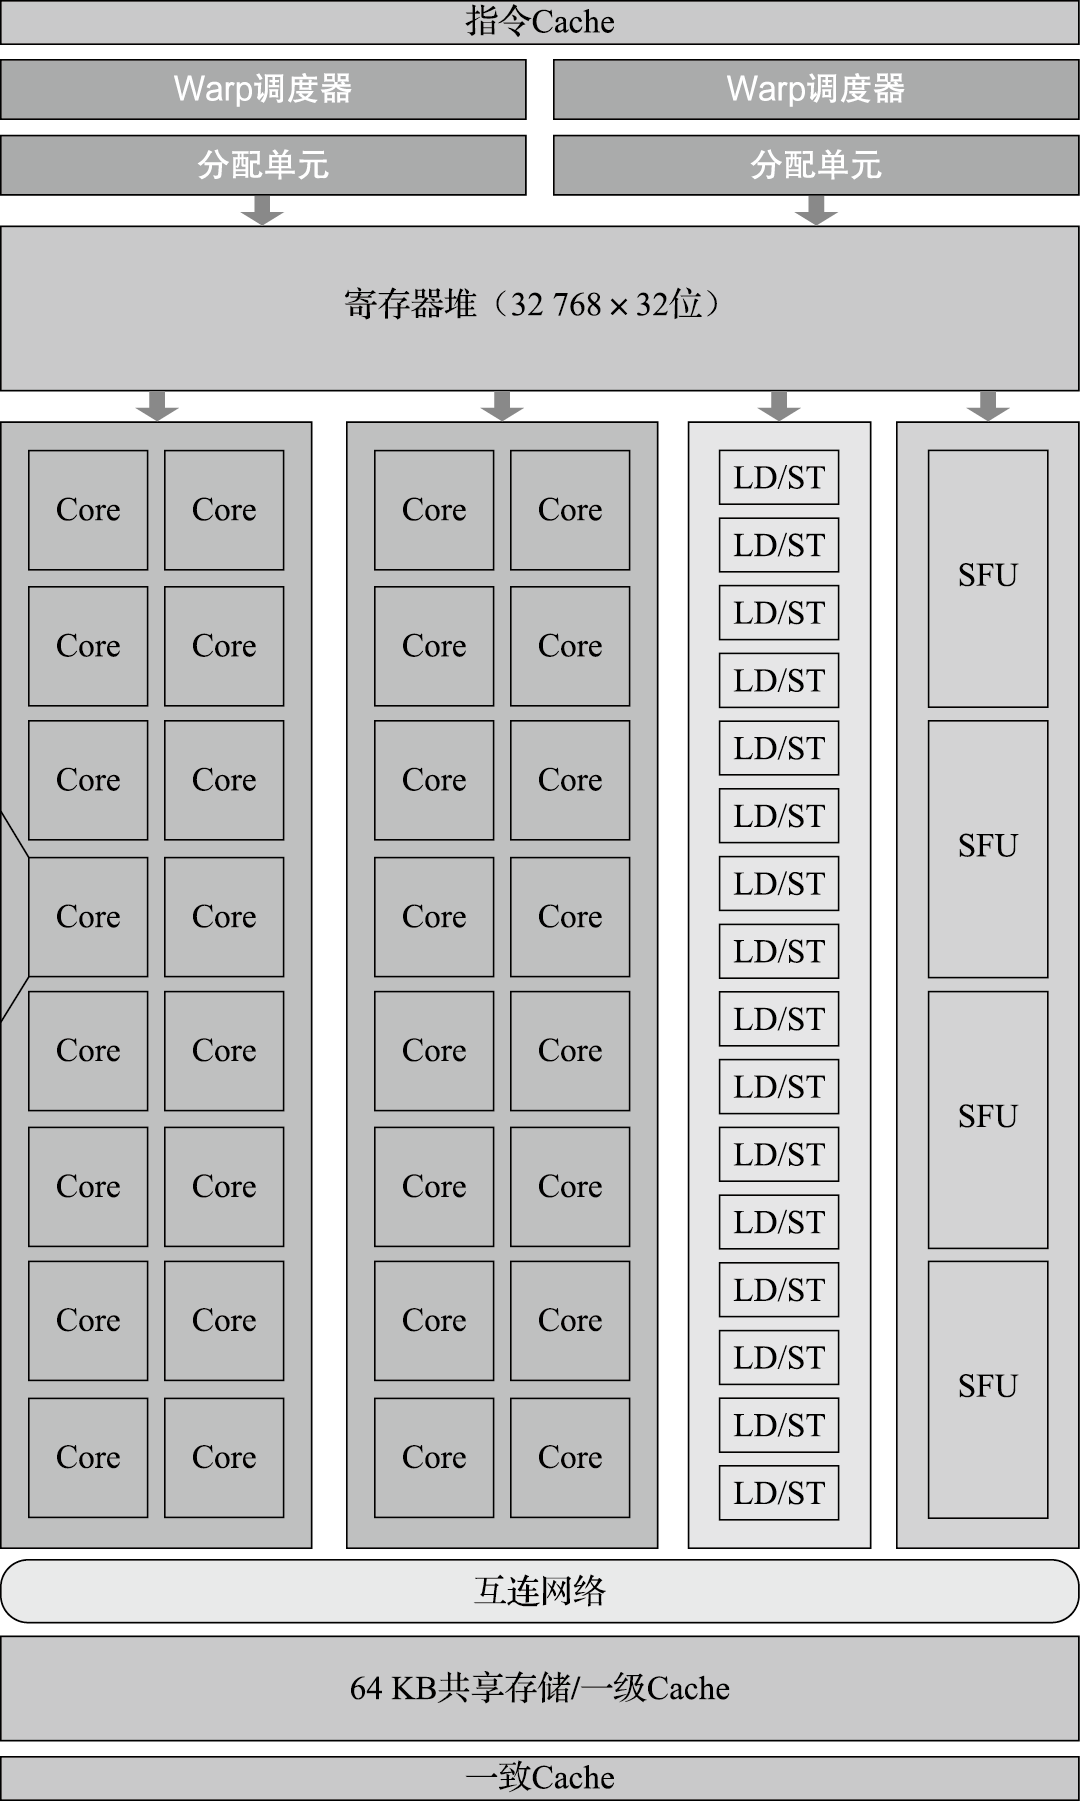 指令Cache
Warp调度器 Warp调度器
分配单元 分配单元
寄存器堆（32 768×32位）
Core Core Core Core LD/ST
LD/ST SFU
Core Core Core Core LD/ST
LD/ST
Core Core Core Core LD/ST
LD/ST SFU
Core Core Core Core LD/ST
LD/ST
Core Core Core Core LD/ST
LD/ST SFU
Core Core Core Core LD/ST
LD/ST
Core Core Core Core LD/ST
LD/ST SFU
Core Core Core Core LD/ST
LD/ST
互连网络
64 KB共享存储/一级Cache
一致Cache